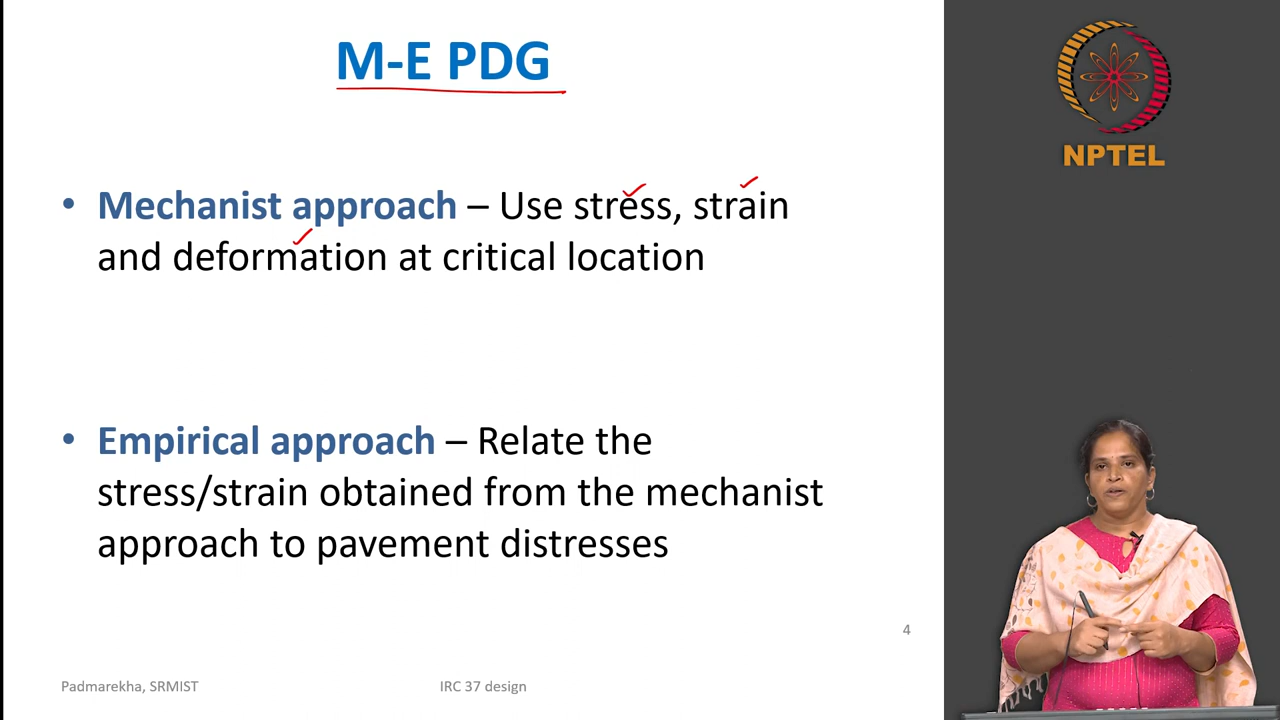 M-E PDG
NPTEL
• Mechanist approach – Use stress, strain
and deformation at critical location
• Empirical approach – Relate the
stress/strain obtained from the mechanist
approach to pavement distresses
4
Padmarekha, SRMIST
IRC 37 design